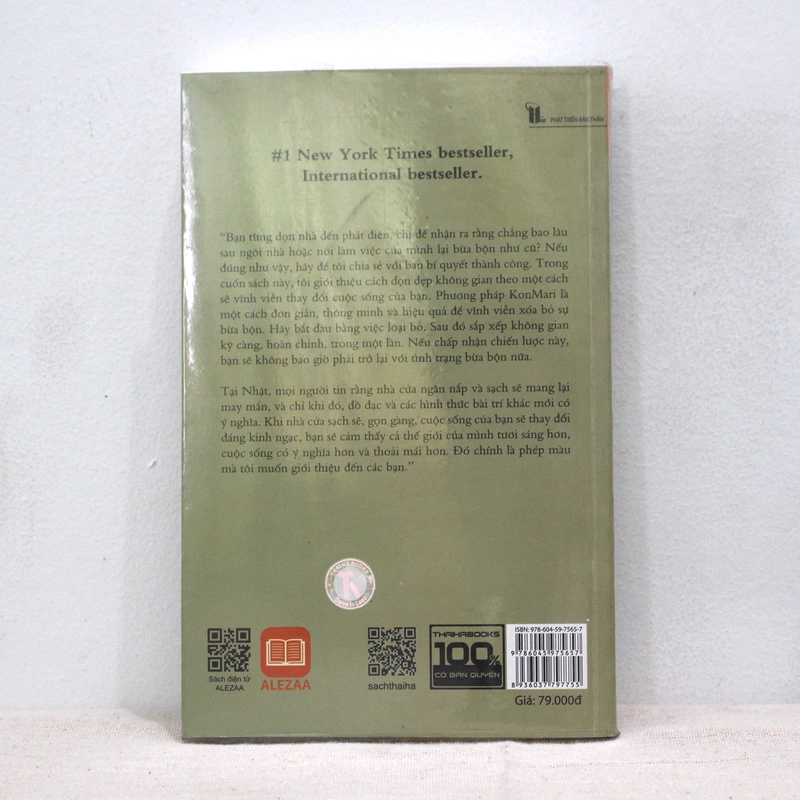 PHÁT TRIỂN BẢN THÂN
#1 New York Times bestseller,
International bestseller.
“Bạn từng dọn nhà đến phát điên, chỉ để nhận ra rằng chẳng bao lâu
sau ngôi nhà hoặc nơi làm việc của mình lại bừa bộn như cũ? Nếu
đúng như vậy, hãy để tôi chia sẻ với bạn bí quyết thành công. Trong
cuốn sách này, tôi giới thiệu cách dọn dẹp không gian theo một cách
sẽ vĩnh viễn thay đổi cuộc sống của bạn. Phương pháp KonMari là
một cách đơn giản, thông minh và hiệu quả để vĩnh viễn xóa bỏ sự
bừa bộn. Hãy bắt đầu bằng việc loại bỏ. Sau đó sắp xếp không gian
kỹ càng, hoàn chỉnh, trong một lần. Nếu chấp nhận chiến lược này,
bạn sẽ không bao giờ phải trở lại với tình trạng bừa bộn nữa.
Tại Nhật, mọi người tin rằng nhà cửa ngăn nắp và sạch sẽ mang lại
may mắn, và chỉ khi đó, đồ đạc và các hình thức bài trí khác mới có
ý nghĩa. Khi nhà cửa sạch sẽ, gọn gàng, cuộc sống của bạn sẽ thay đổi
đáng kinh ngạc, bạn sẽ cảm thấy cả thế giới của mình tươi sáng hơn,
cuộc sống có ý nghĩa hơn và thoải mái hơn. Đó chính là phép màu
mà tôi muốn giới thiệu đến các bạn.”
THAIHABOOKS
Sách điện tử
ALEZAA
ALEZAA
sachthaiha
THAIHABOOKS
100%
CÓ BẢN QUYỀN
ISBN: 978-604-59-7565-7
9 786045 975657
8 936037 797755
Giá: 79.000đ